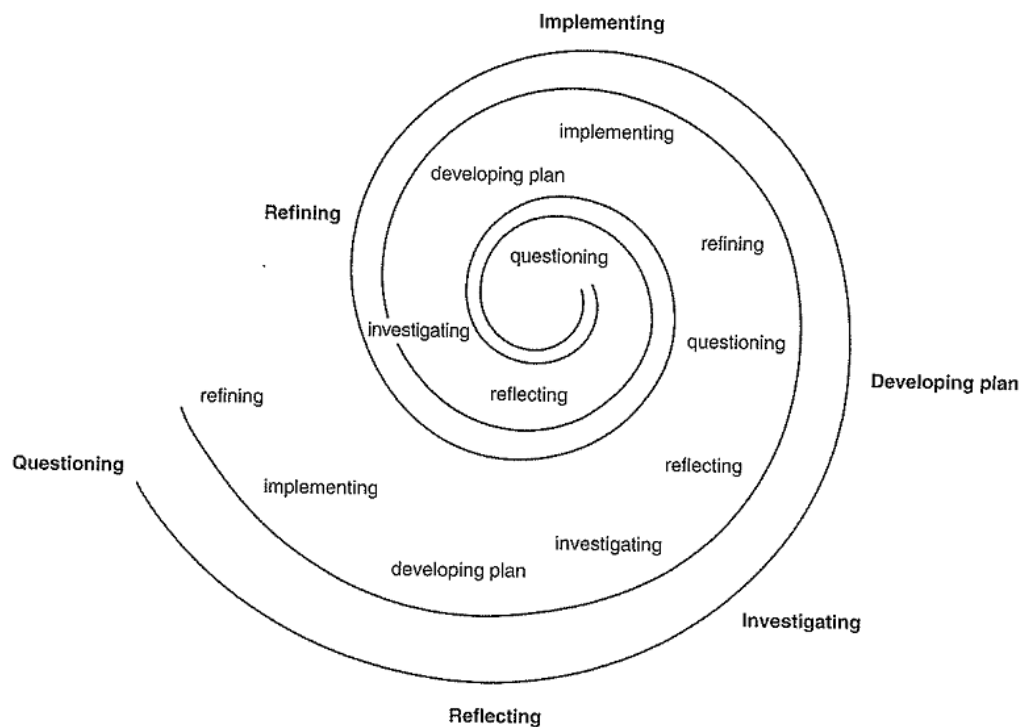 Implementing
implementing
developing plan
Refining
refining
questioning
investigating
questioning
Developing plan
refining
reflecting
Questioning
reflecting
implementing
investigating
developing plan
Investigating
Reflecting